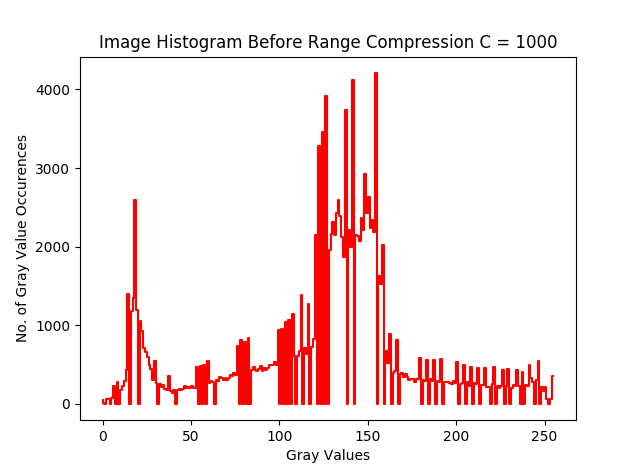 Image Histogram Before Range Compression C = 1000
No. of Gray Value Occurences
4000
3000
2000
1000
0
0 50 100 150 200 250
Gray Values